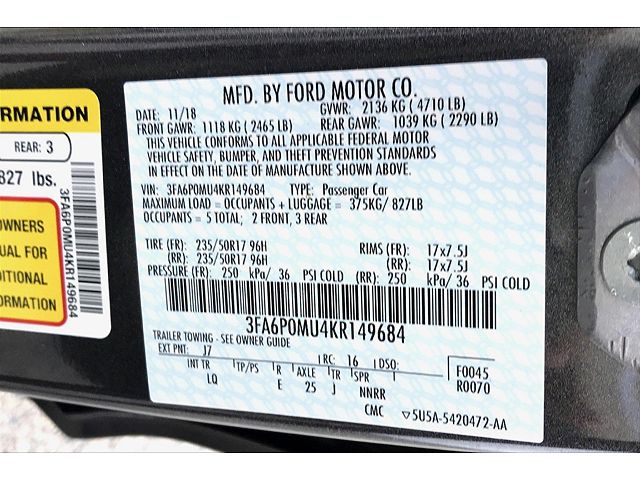 ORMATION
REAR: 3
827 lbs.
3FA6P0MU4KR149684
OWNERS
UAL FOR
DITIONAL
FORMATION
MFD. BY FORD MOTOR CO.
DATE: 11/18 GVWR: 2136 KG ( 4710 LB)
FRONT GAWR: 1118 KG ( 2465 LB) REAR GAWR: 1039 KG ( 2290 LB)
THIS VEHICLE CONFORMS TO ALL APPLICABLE FEDERAL MOTOR
VEHICLE SAFETY, BUMPER, AND THEFT PREVENTION STANDARDS
IN EFFECT ON THE DATE OF MANUFACTURE SHOWN ABOVE.
VIN: 3FA6P0MU4KR149684 TYPE: Passenger Car
MAXIMUM LOAD = OCCUPANTS + LUGGAGE = 375KG/ 827LB
OCCUPANTS = 5 TOTAL; 2 FRONT, 3 REAR
TIRE (FR): 235/50R17 96H RIMS (FR): 17x7.5J
(RR): 235/50R17 96H (RR): 17x7.5J
PRESSURE (FR): 250 kPa/ 36 PSI COLD (RR): 250 kPa/ 36 PSI COLD
3FA6P0MU4KR149684
TRAILER TOWING - SEE OWNER GUIDE
EXT PNT: J7 RC: 16 DSO: F0045
INT TR TP/PS R AXLE TR SPR R0070
LQ E 25 J NNRR
CMC ▽5U5A-5420472-AA